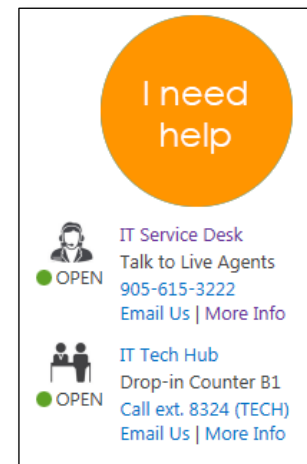 I need
help
IT Service Desk
Talk to Live Agents
OPEN
905-615-3222
Email Us | More Info
IT Tech Hub
Drop-in Counter B1
OPEN
Call ext. 8324 (TECH)
Email Us | More Info